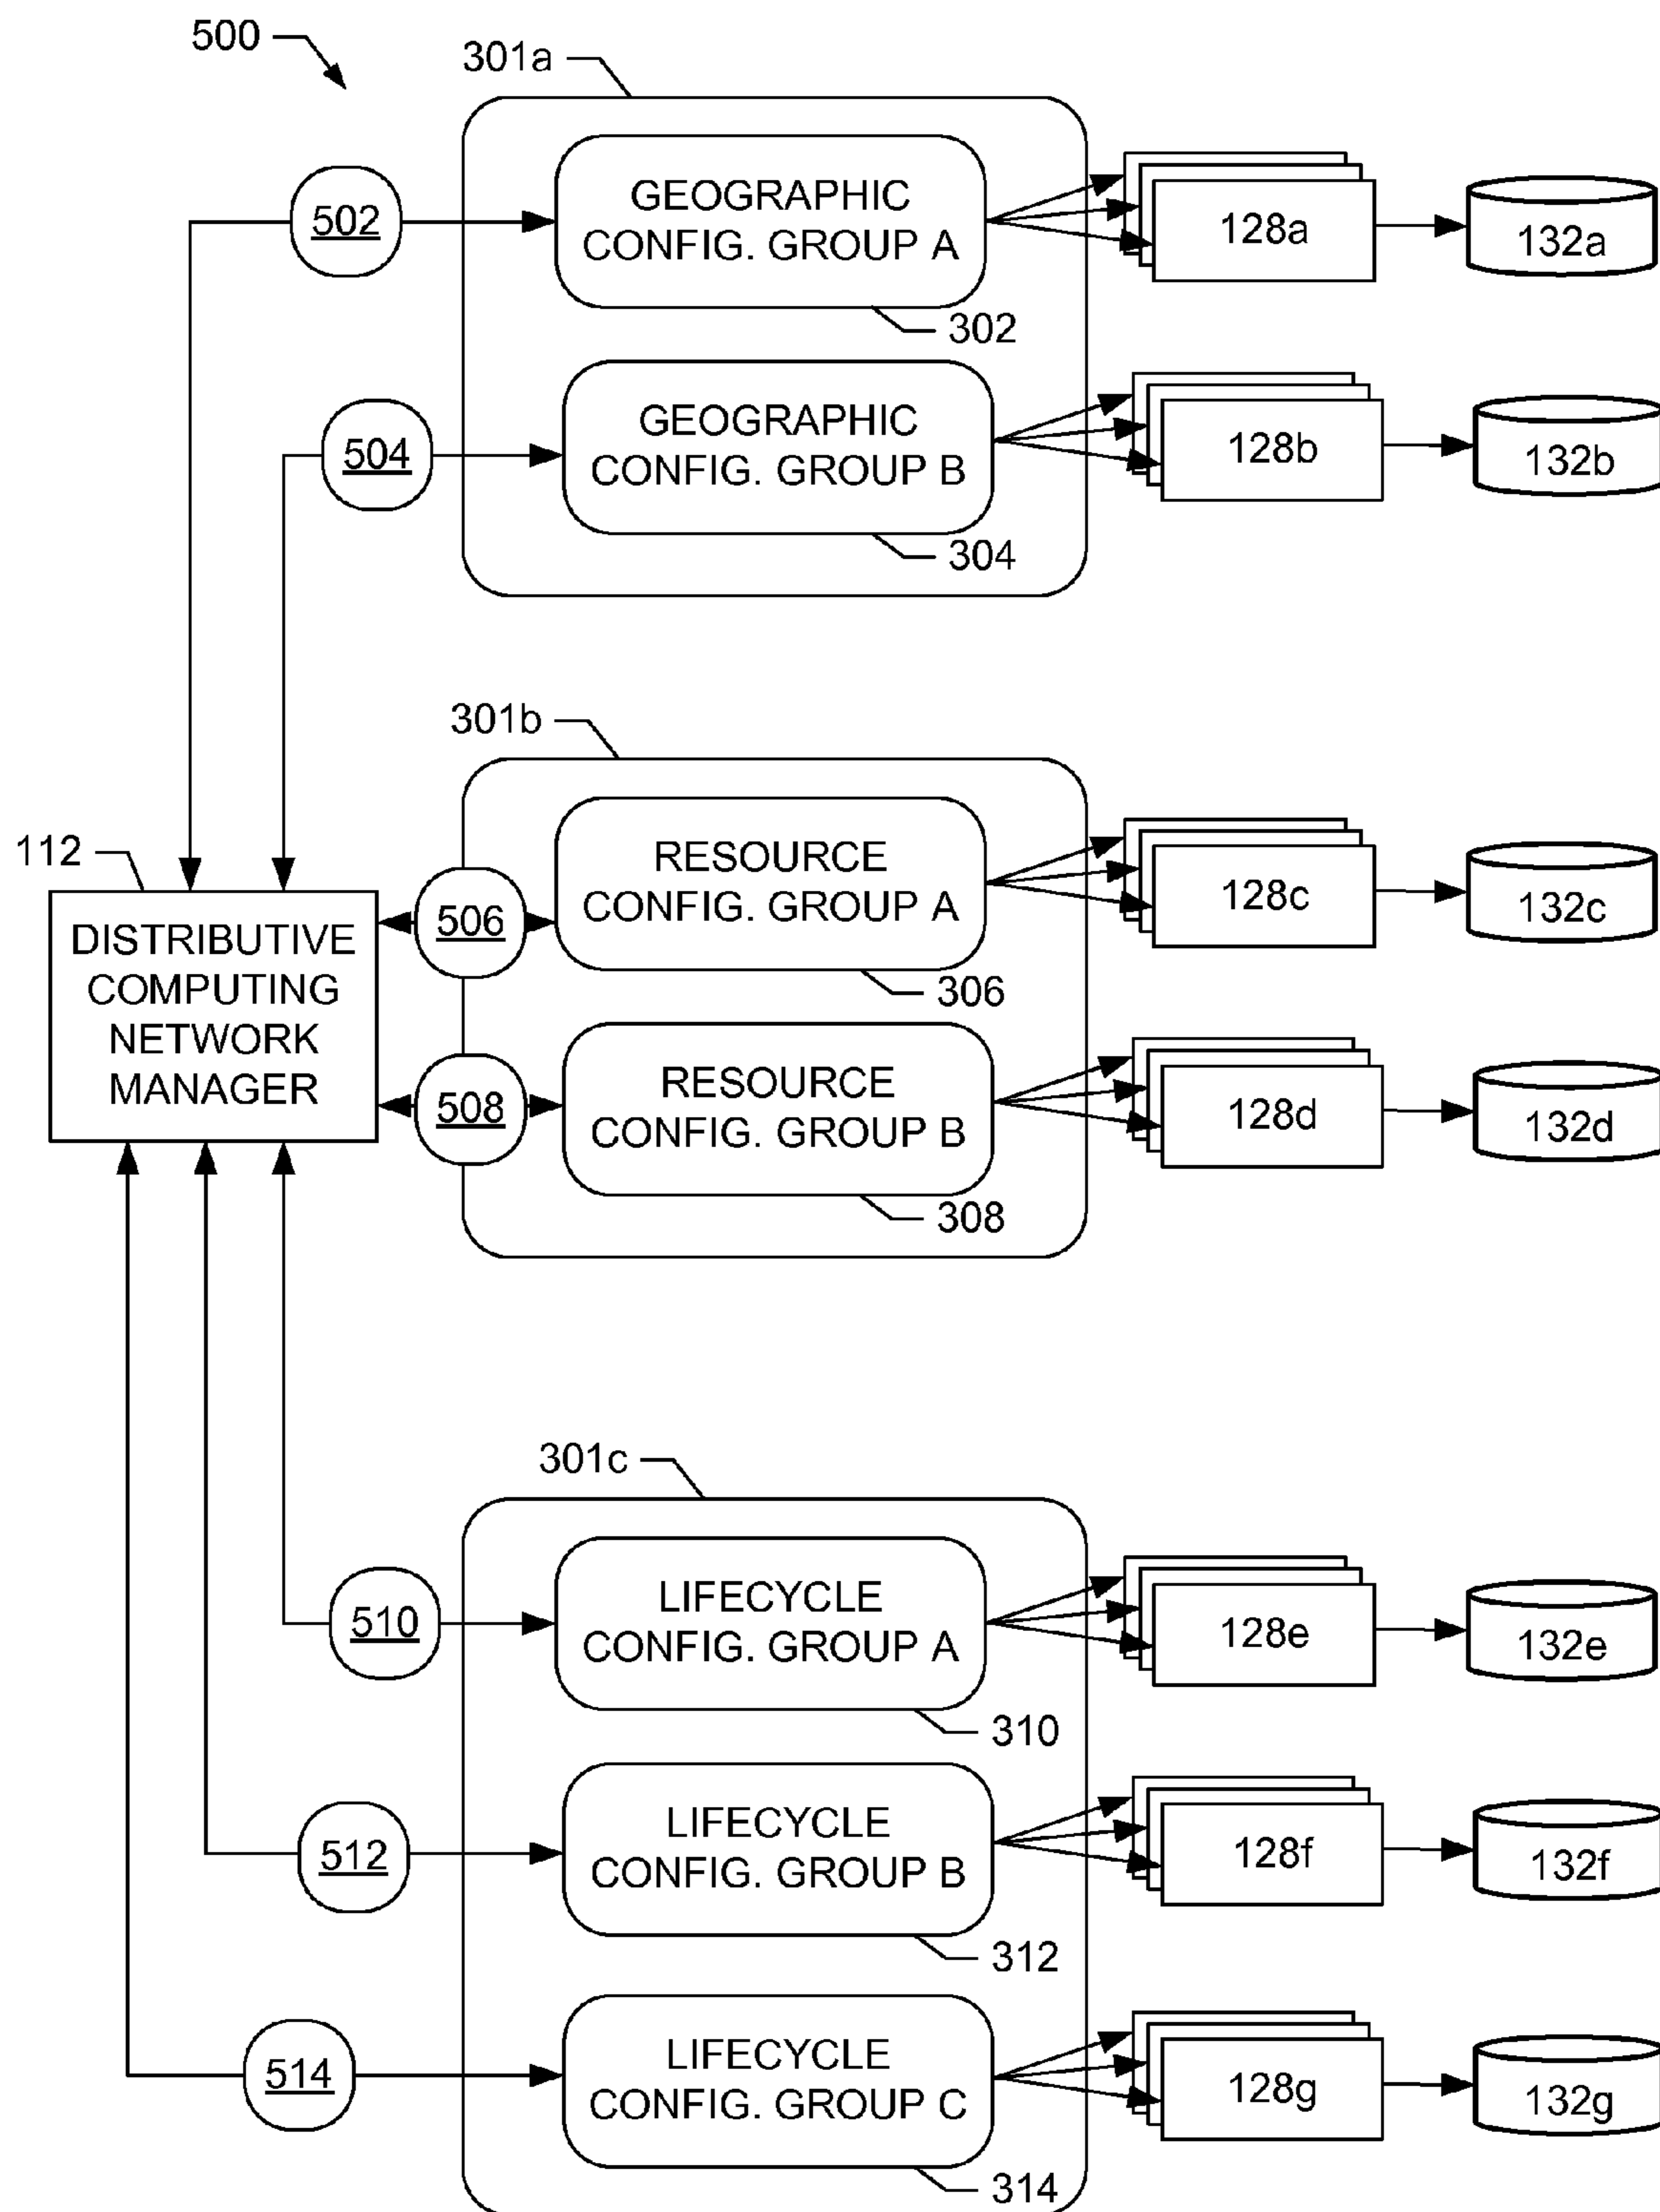 500
301a
502
GEOGRAPHIC
CONFIG. GROUP A
128a
132a
302
504
GEOGRAPHIC
CONFIG. GROUP B
128b
132b
304
301b
112
DISTRIBUTIVE
COMPUTING
NETWORK
MANAGER
506
RESOURCE
CONFIG. GROUP A
128c
132c
306
508
RESOURCE
CONFIG. GROUP B
128d
132d
308
301c
510
LIFECYCLE
CONFIG. GROUP A
128e
132e
310
512
LIFECYCLE
CONFIG. GROUP B
128f
132f
312
514
LIFECYCLE
CONFIG. GROUP C
128g
132g
314